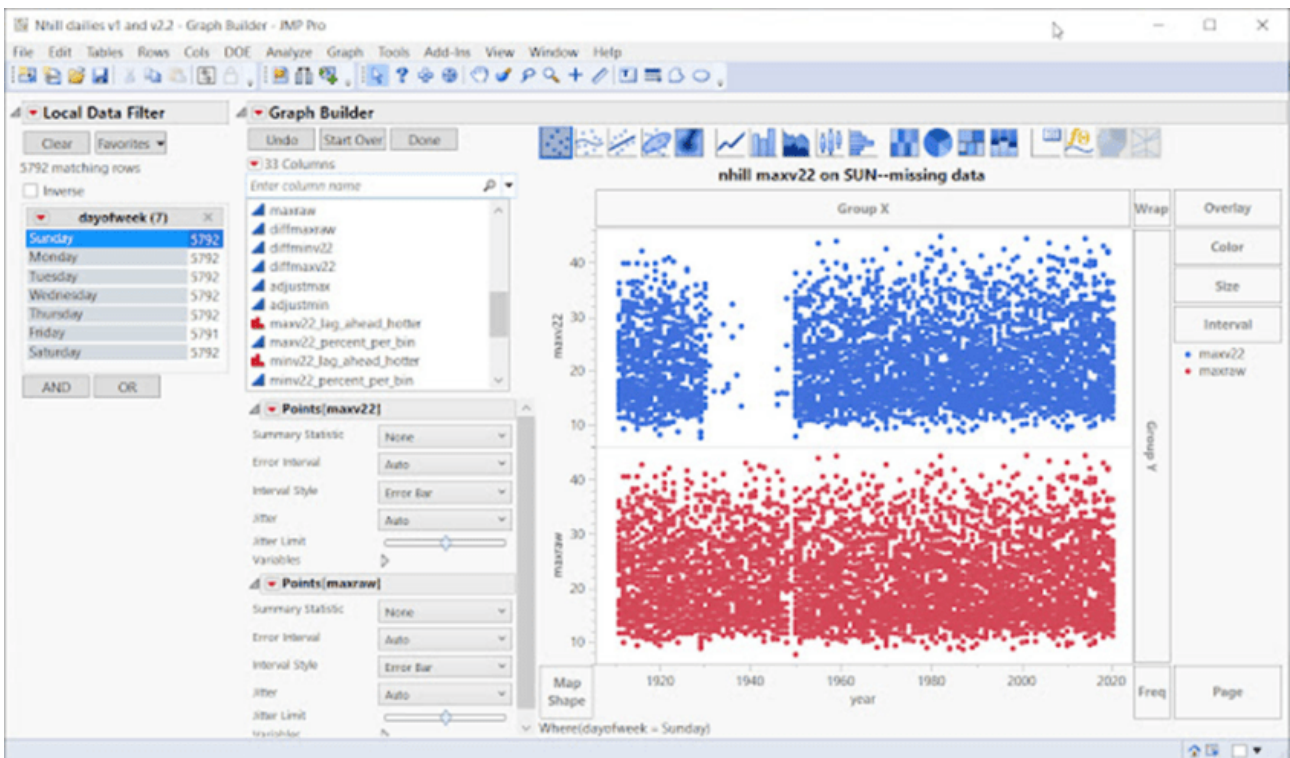 Nhill dailies v1 and v2.2 - Graph Builder - JMP Pro
File Edit Tables Rows Cols DOE Analyze Graph Tools Add-Ins View Window Help
Local Data Filter
Clear Favorites
5792 matching rows
Inverse
dayofweek (7)
Sunday 5792
Monday 5792
Tuesday 5792
Wednesday 5792
Thursday 5792
Friday 5791
Saturday 5792
AND OR
Graph Builder
Undo Start Over Done
33 Columns
Enter column name
maxraw
diffmaxraw
diffminv22
diffmaxv22
adjustmax
adjustmin
maxv22_lag_ahead_hotter
maxv22_percent_per_bin
minv22_lag_ahead_hotter
minv22_percent_per_bin
Points[maxv22]
Summary Statistic None
Error Interval Auto
Interval Style Error Bar
Jitter Auto
Jitter Limit
Variables
Points[maxraw]
Summary Statistic None
Error Interval Auto
Interval Style Error Bar
Jitter Auto
Jitter Limit
Variables
nhill maxv22 on SUN--missing data
Group X
Wrap
Overlay
Color
Size
Interval
maxv22
maxraw
maxv22
40
30
20
10
maxraw
40
30
20
10
Group Y
Map
Shape
1920 1940 1960 1980 2000 2020
year
Freq
Page
Where(dayofweek = Sunday)